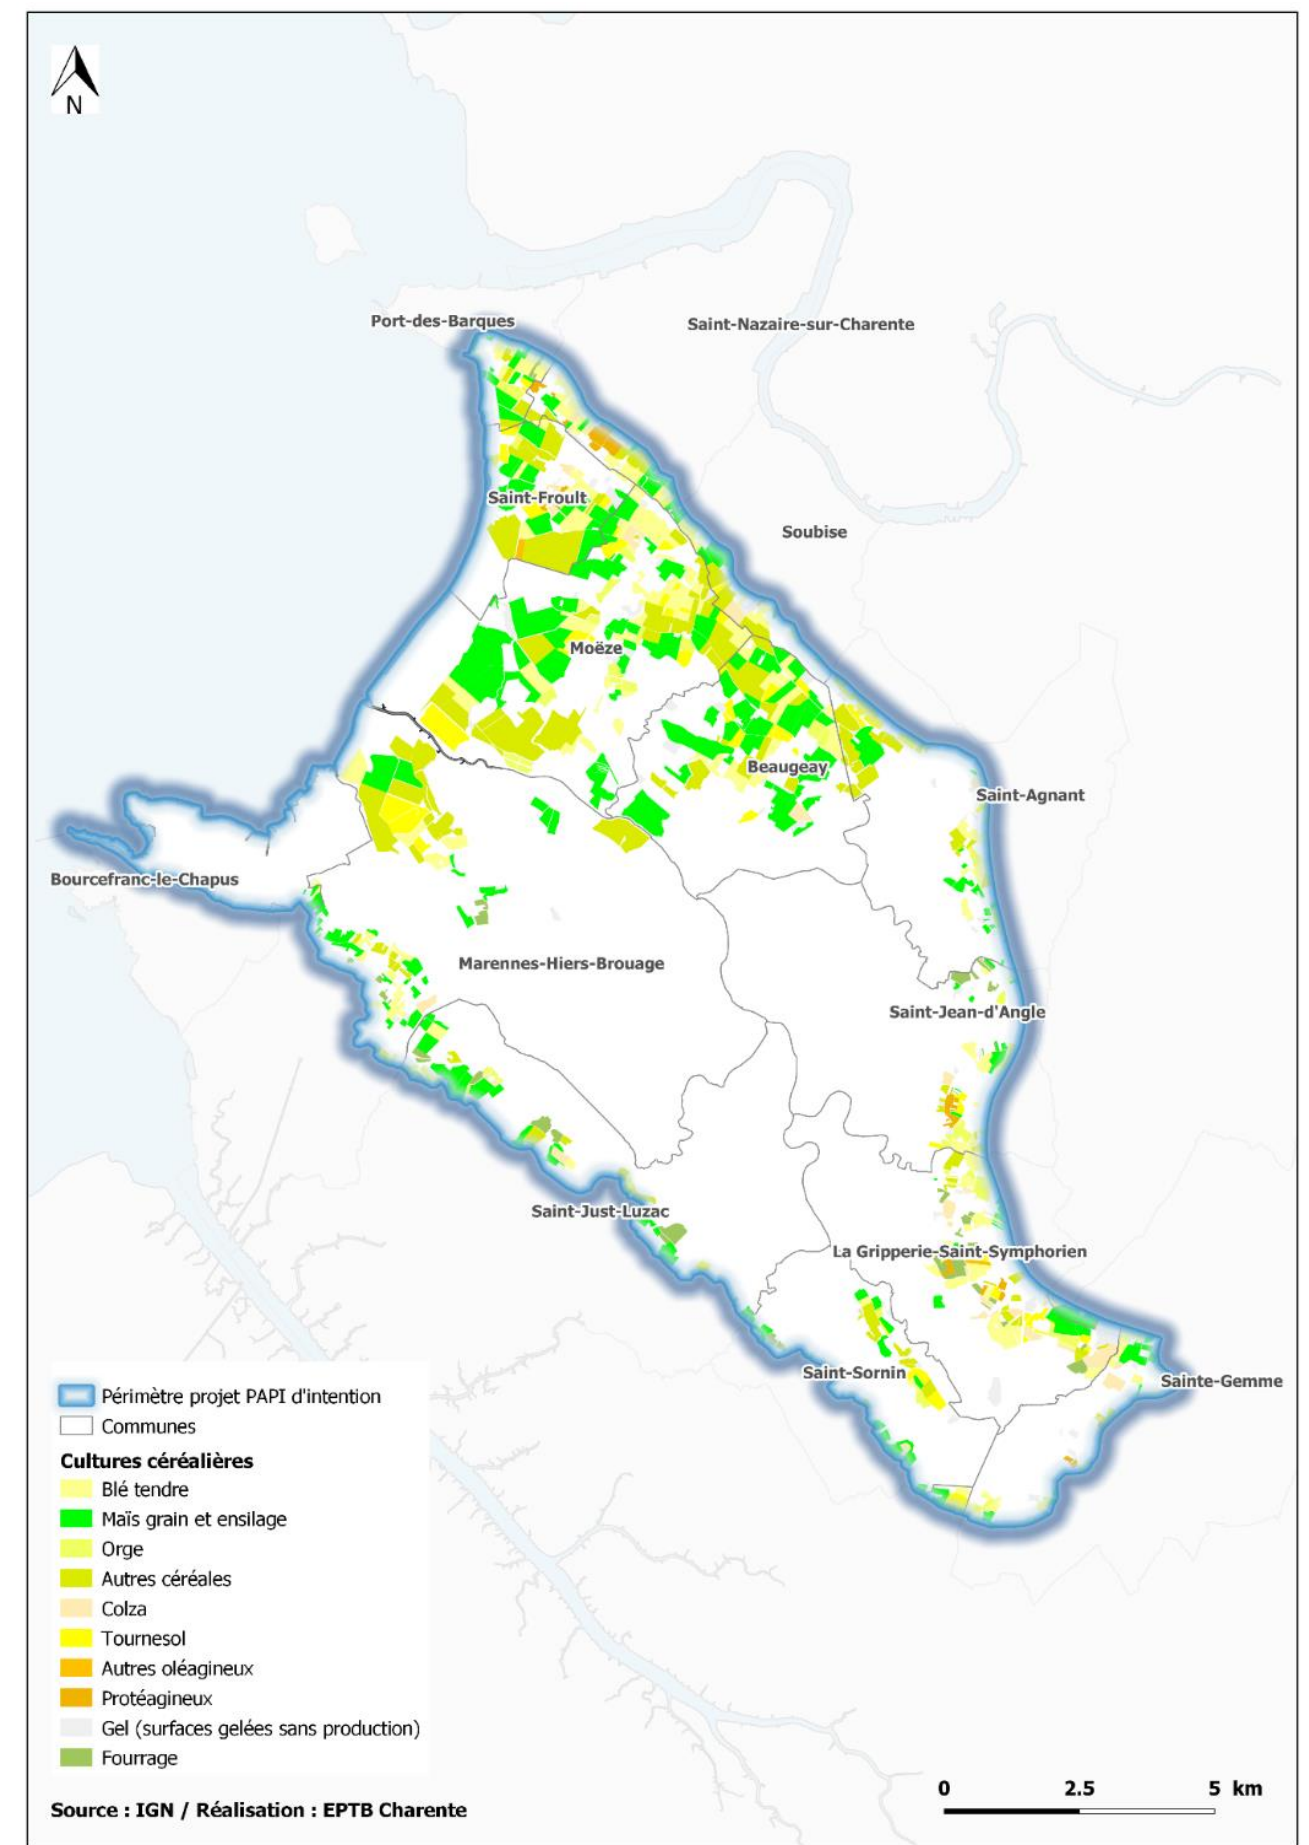 N
Port-des-Barques
Saint-Nazaire-sur-Charente
Saint-Froult
Soubise
Moëze
Beaugeay
Saint-Agnant
Bourcefranc-le-Chapus
Marennes-Hiers-Brouage
Saint-Jean-d'Angle
Saint-Just-Luzac
La Gripperie-Saint-Symphorien
Saint-Sornin
Sainte-Gemme
Périmètre projet PAPI d'intention
Communes
Cultures céréalières
Blé tendre
Maïs grain et ensilage
Orge
Autres céréales
Colza
Tournesol
Autres oléagineux
Protéagineux
Gel (surfaces gelées sans production)
Fourrage
0 2.5 5 km
Source : IGN / Réalisation : EPTB Charente